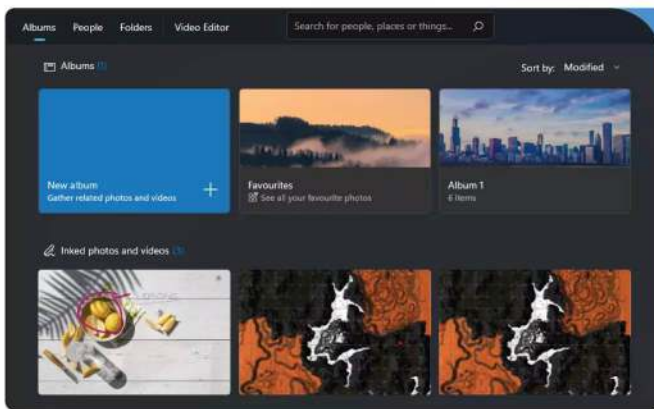 Albums People Folders Video Editor
Search for people, places or things...
Albums
Sort by: Modified
New album
Gather related photos and videos
Favourites
See all your favourite photos
Album 1
6 items
Inked photos and videos (3)